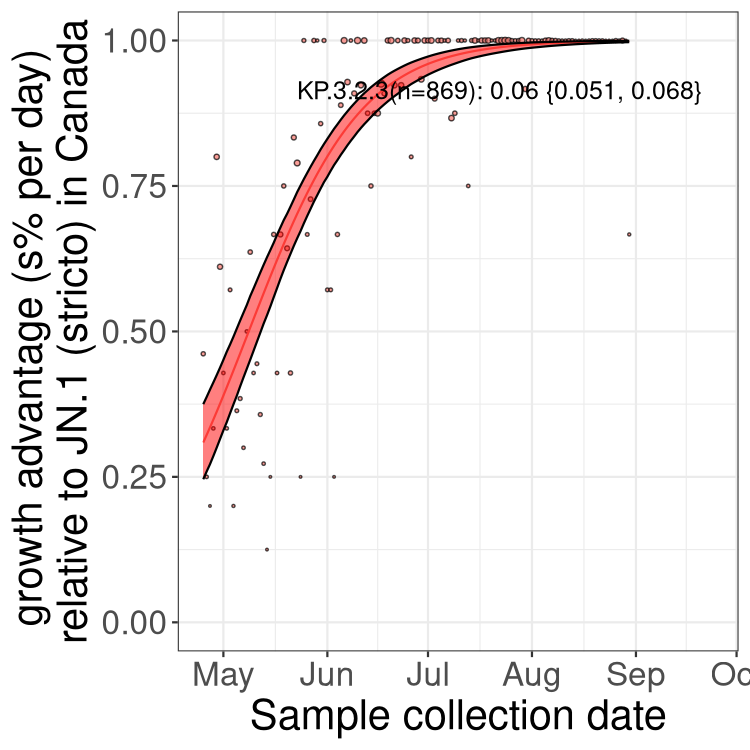 growth advantage (s% per day)
relative to JN.1 (stricto) in Canada
1.00
0.75
0.50
0.25
0.00
KP.3.2.3(n=869): 0.06 {0.051, 0.068}
May Jun Jul Aug Sep Oc
Sample collection date